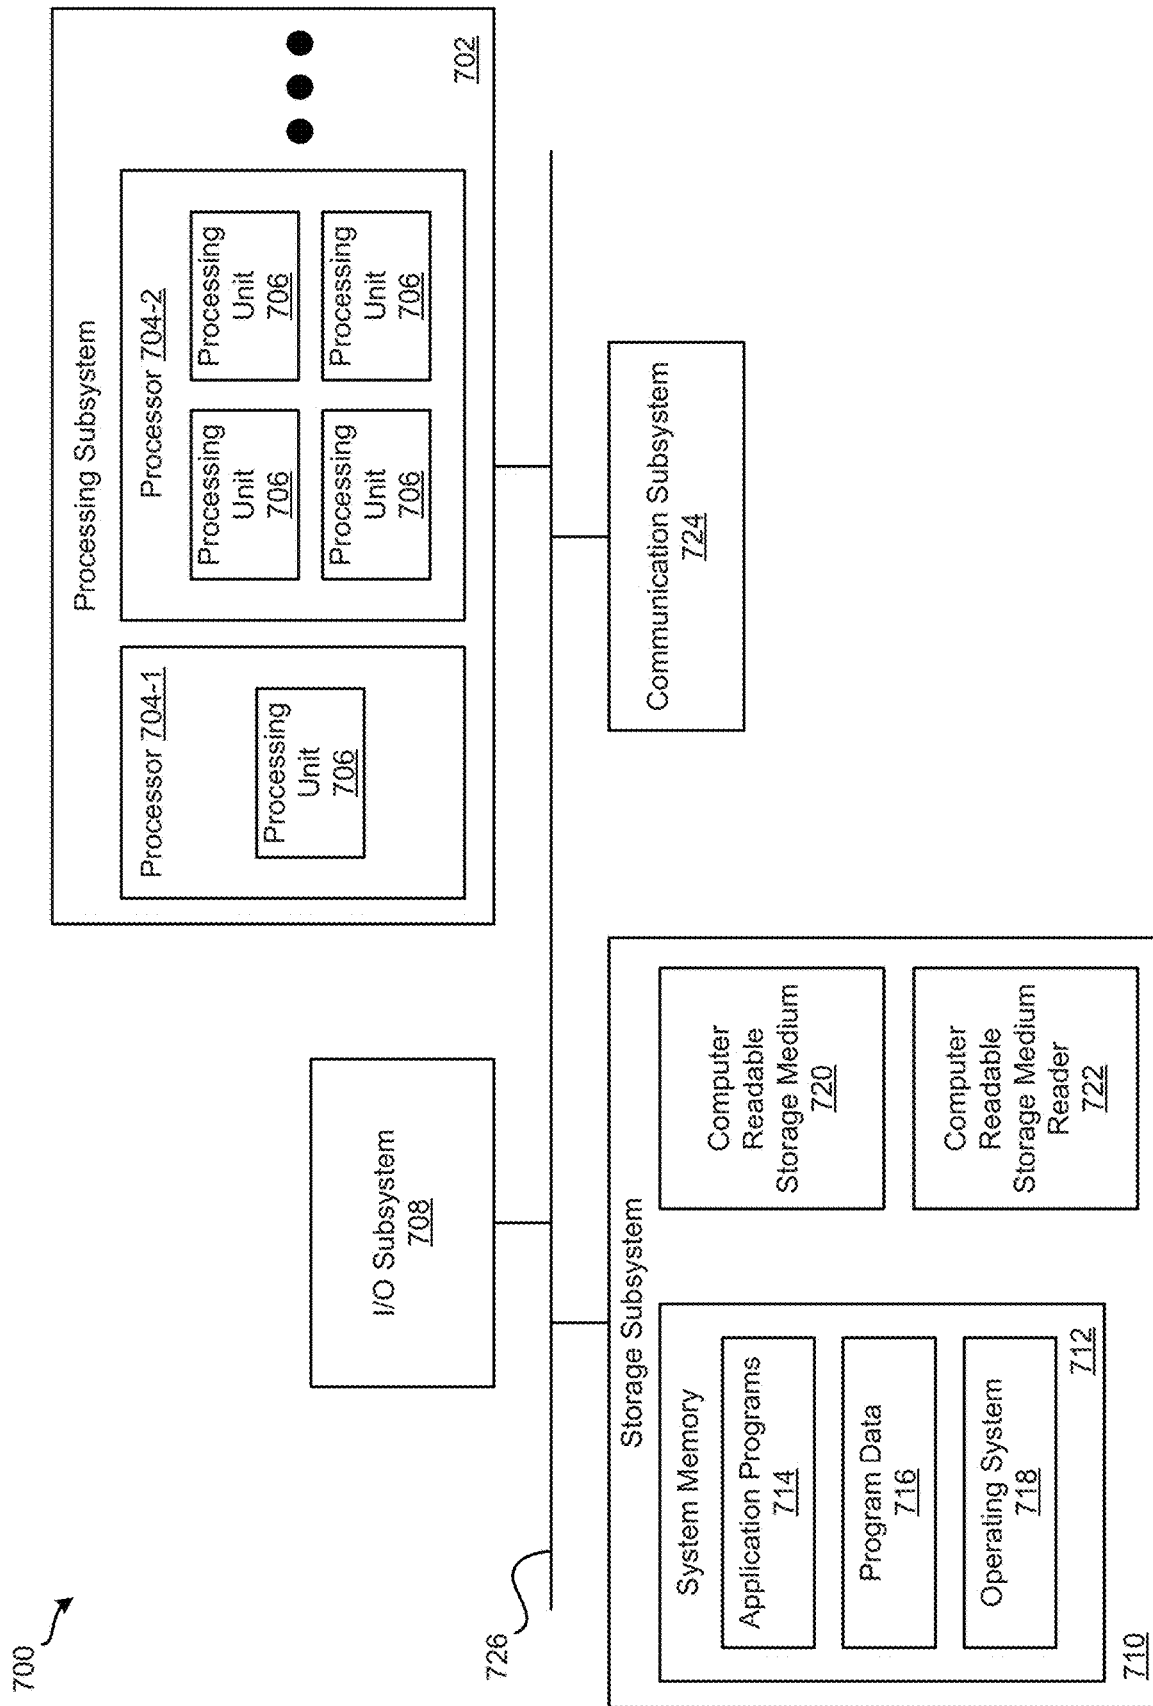 700
I/O Subsystem
708
Processing Subsystem
Processor 704-1
Processing
Unit
706
Processor 704-2
Processing
Unit
706
Processing
Unit
706
Processing
Unit
706
Processing
Unit
706
702
726
Storage Subsystem
System Memory
Application Programs
714
Program Data
716
Operating System
718
712
Computer
Readable
Storage Medium
720
Computer
Readable
Storage Medium
Reader
722
710
Communication Subsystem
724